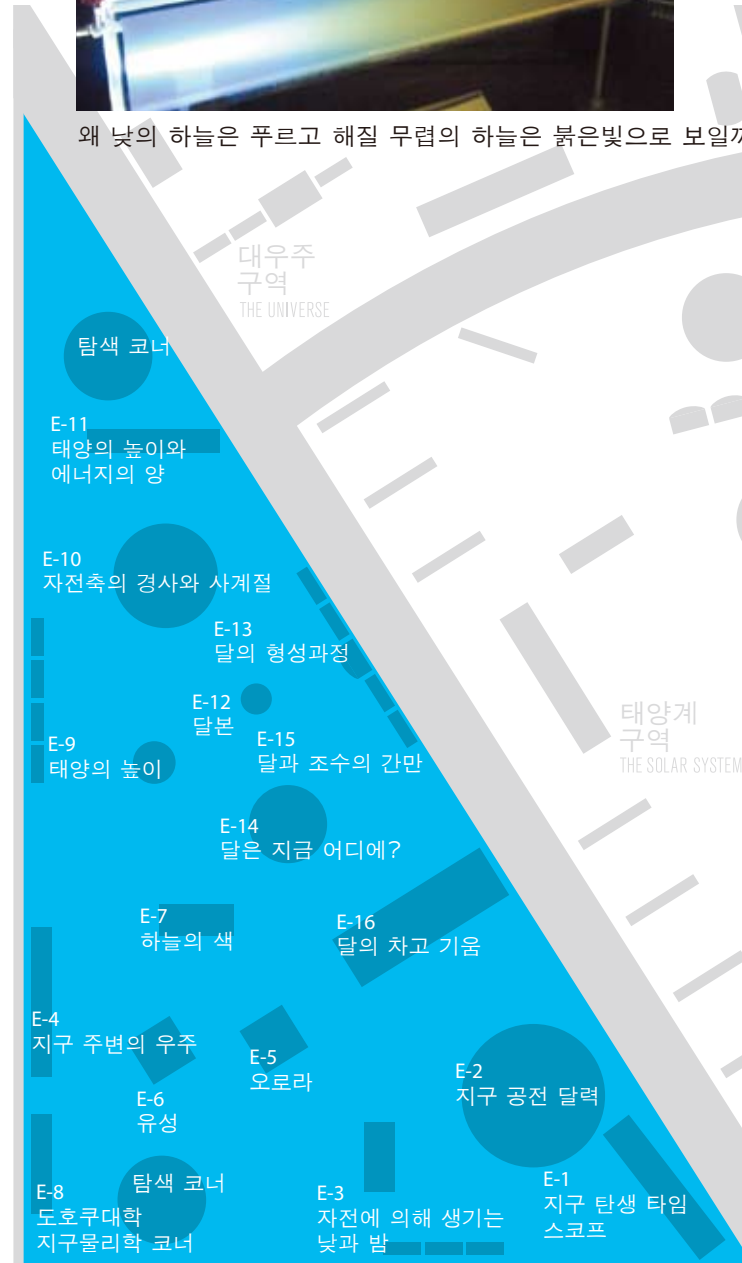 왜 낮의 하늘은 푸르고 해질 무렵의 하늘은 붉은빛으로
대우주
구역
THE UNIVERSE
탐색 코너
E-11
태양의 높이와
에너지의 양
E-10
자전축의 경사와 사계절
E-13
달의 형성과정
E-12
달본
E-15
달과 조수의 간만
E-9
태양의 높이
태양계
구역
THE SOLAR SYSTEM
E-14
달은 지금 어디에?
E-7
하늘의 색
E-16
달의 차고 기움
E-4
지구 주변의 우주
E-5
오로라
E-2
지구 공전 달력
E-6
유성
탐색 코너
E-8
도호쿠대학
지구물리학 코너
E-3
자전에 의해 생기는
낮과 밤
E-1
지구 탄생 타임
스코프